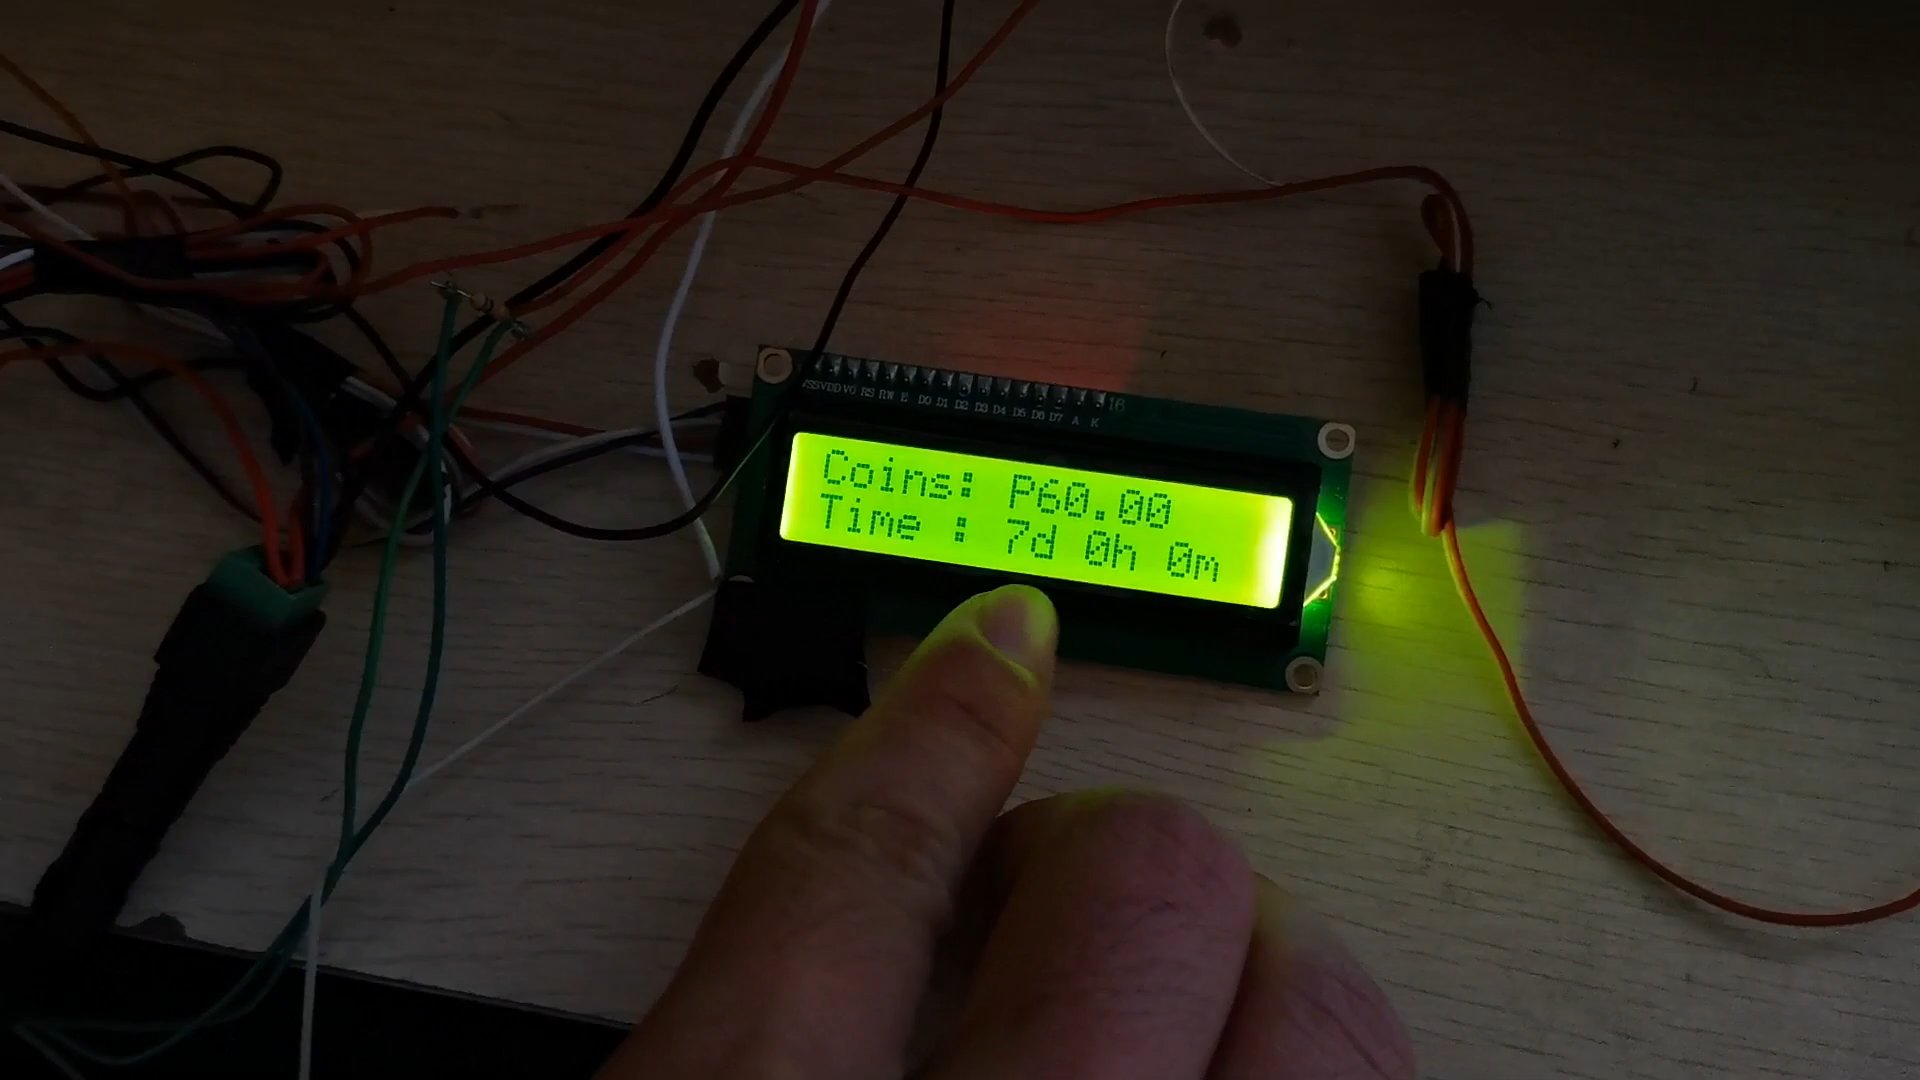 VSS VDD V0 RS RW E D0 D1 D2 D3 D4 D5 D6 D7 A K 16
Coins: P60.00
Time : 7d 0h 0m